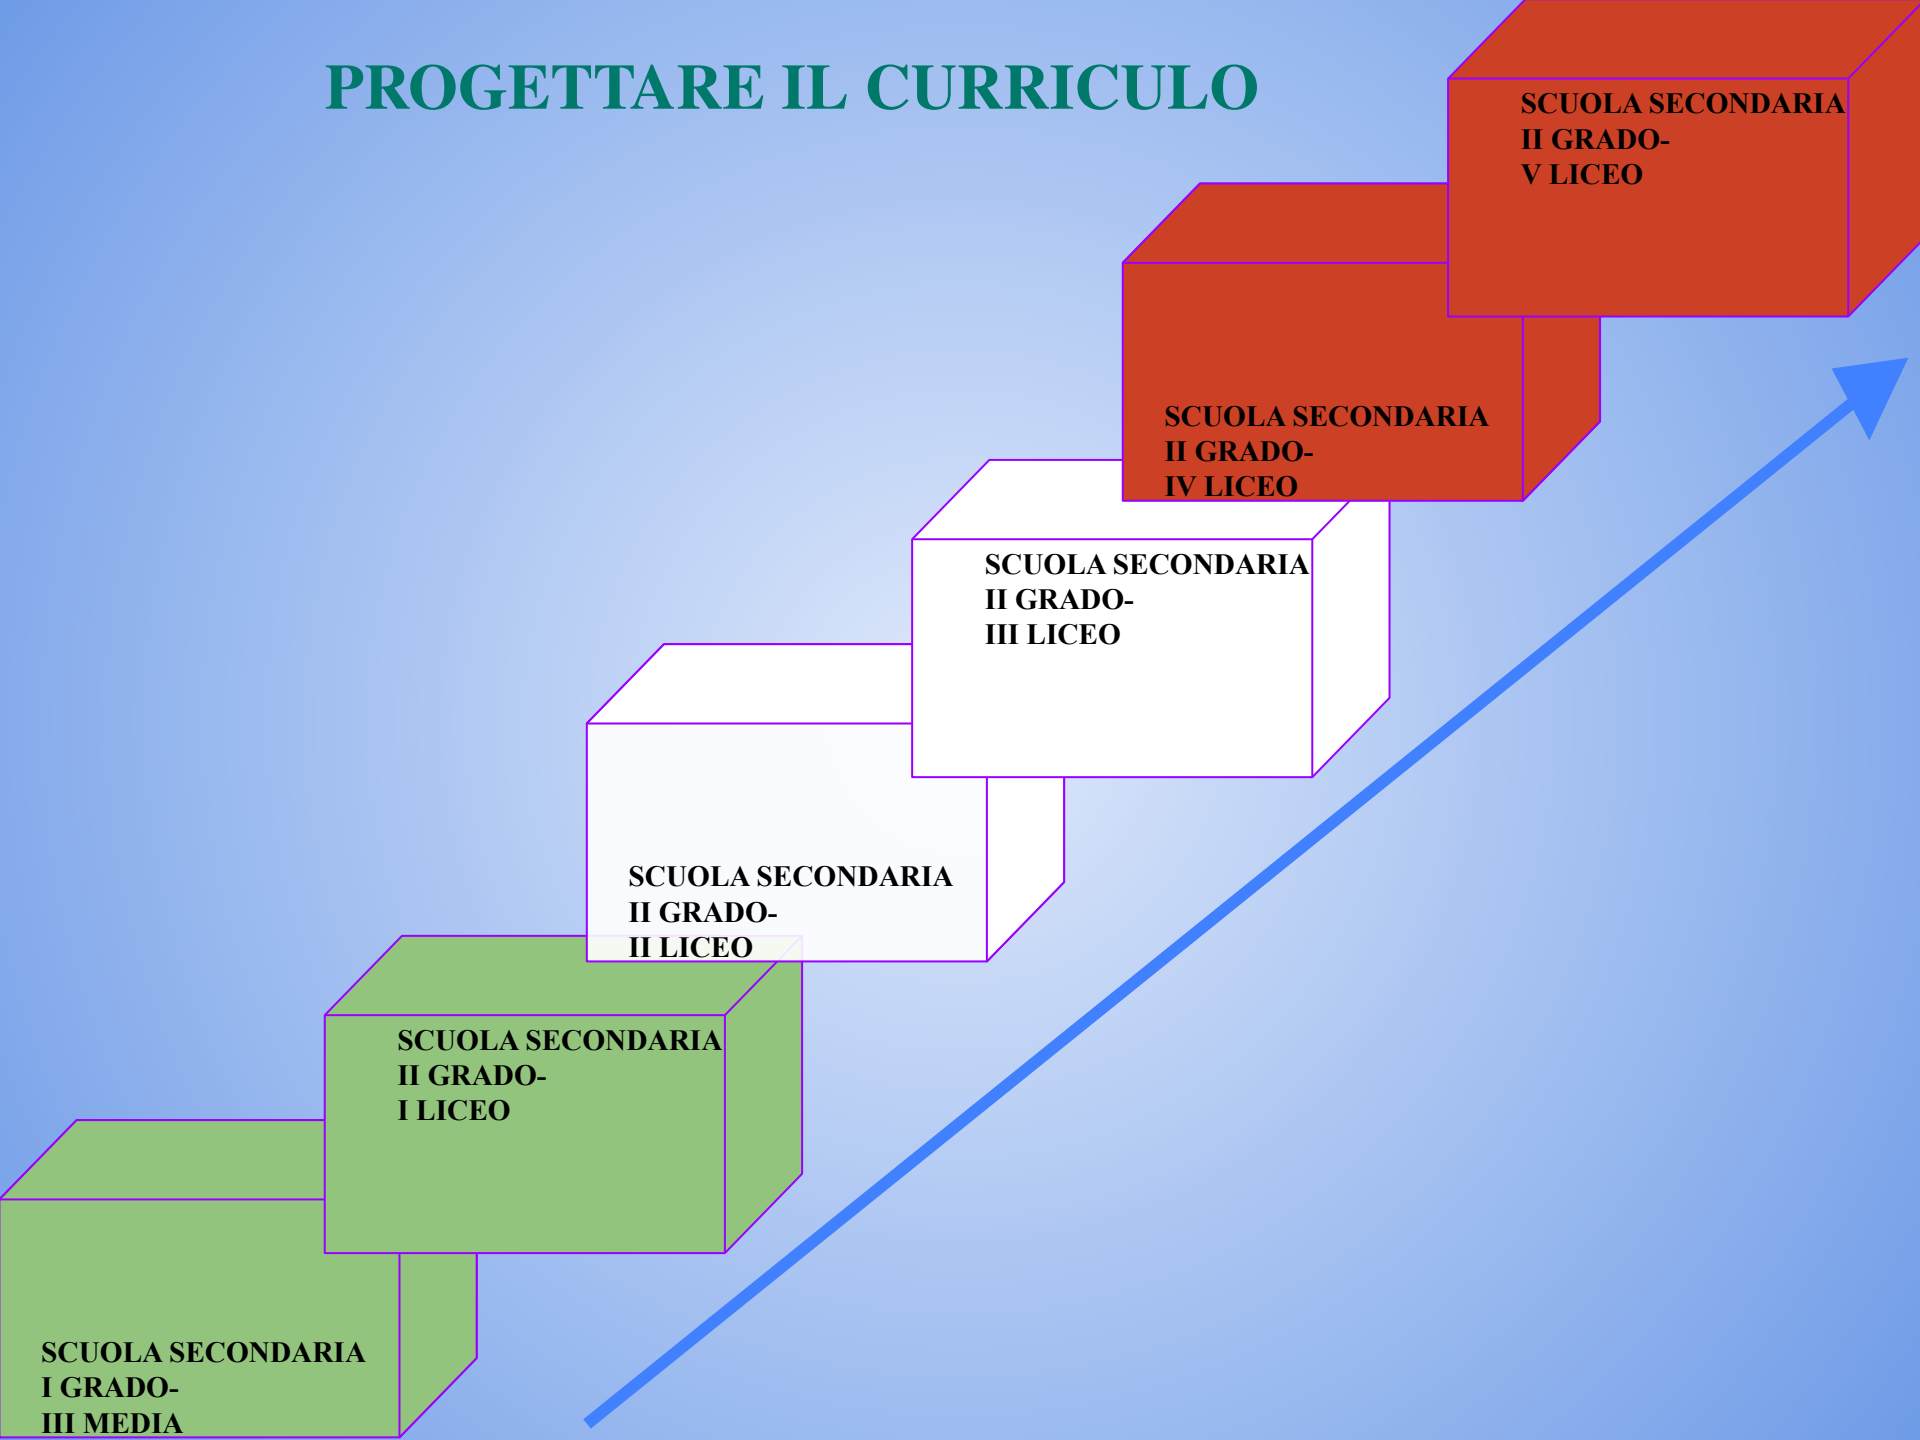 PROGETTARE IL CURRICULO
SCUOLA SECONDARIA
II GRADO-
V LICEO
SCUOLA SECONDARIA
II GRADO-
IV LICEO
SCUOLA SECONDARIA
II GRADO-
III LICEO
SCUOLA SECONDARIA
II GRADO-
II LICEO
SCUOLA SECONDARIA
II GRADO-
I LICEO
SCUOLA SECONDARIA
I GRADO-
III MEDIA